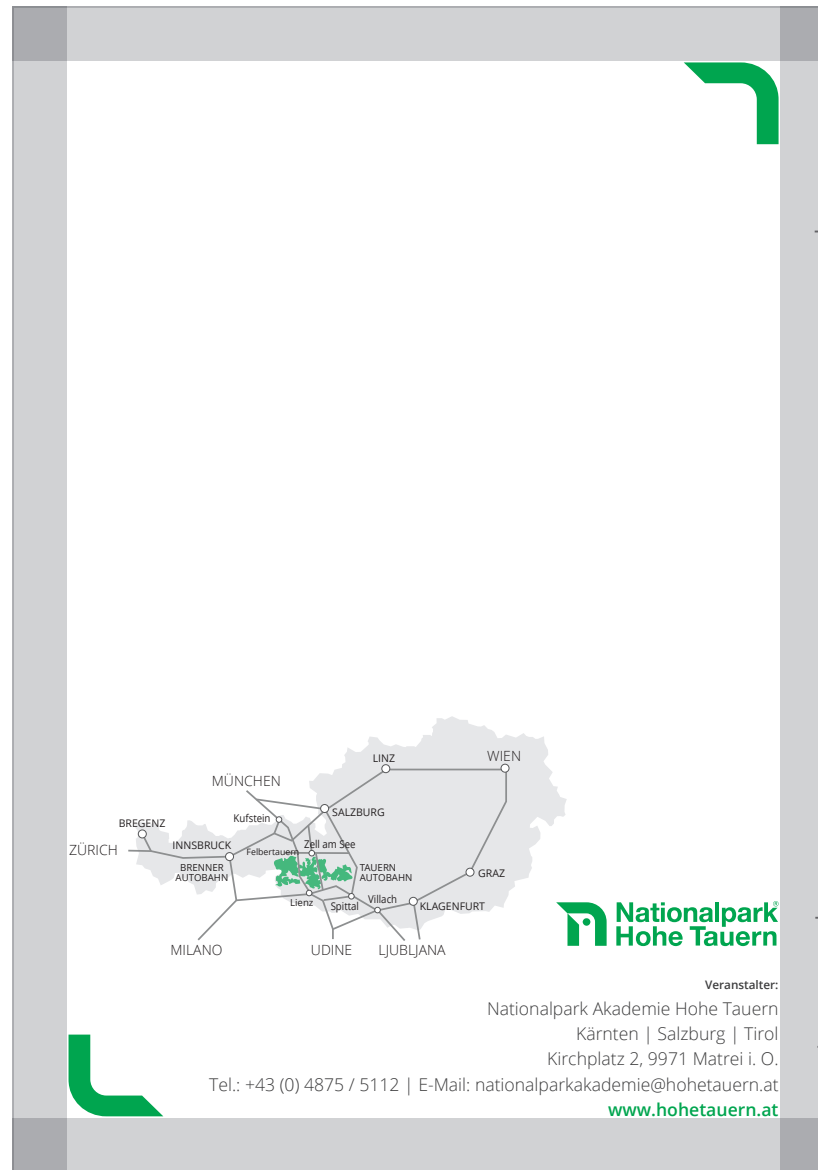 LINZ
WIEN
MÜNCHEN
SALZBURG
Kufstein
BREGENZ
ZÜRICH
INNSBRUCK
Felbertauern
Zell am See
BRENNER
AUTOBAHN
TAUERN
AUTOBAHN
GRAZ
Lienz
Spittal
Villach
KLAGENFURT
MILANO
UDINE
LJUBLJANA
Nationalpark®
Hohe Tauern
Veranstalter:
Nationalpark Akademie Hohe Tauern
Kärnten | Salzburg | Tirol
Kirchplatz 2, 9971 Matrei i. O.
Tel.: +43 (0) 4875 / 5112 | E-Mail: nationalparkakademie@hohetauern.at
www.hohetauern.at